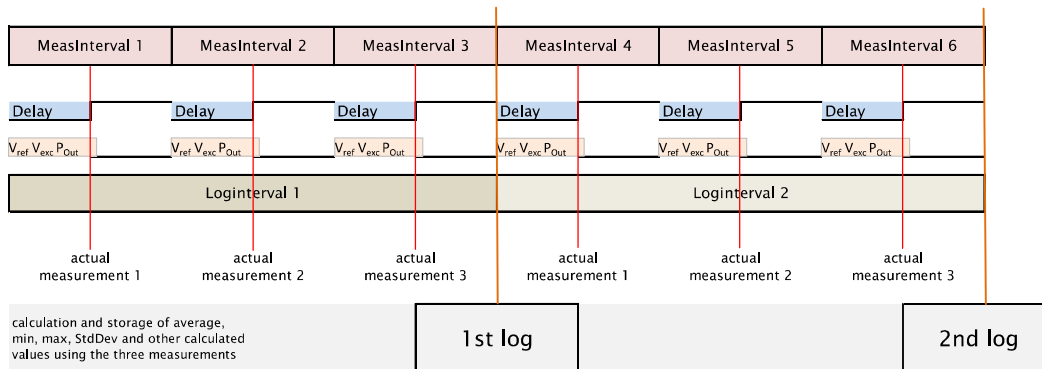 MeasInterval 1 MeasInterval 2 MeasInterval 3 MeasInterval 4 MeasInterval 5 MeasInterval 6
Delay Delay Delay Delay Delay Delay
Vref Vexc POut Vref Vexc POut Vref Vexc POut Vref Vexc POut Vref Vexc POut Vref Vexc POut
Loginterval 1 Loginterval 2
actual actual actual actual actual actual
measurement 1 measurement 2 measurement 3 measurement 1 measurement 2 measurement 3
calculation and storage of average,
min, max, StdDev and other calculated
values using the three measurements
1st log 2nd log